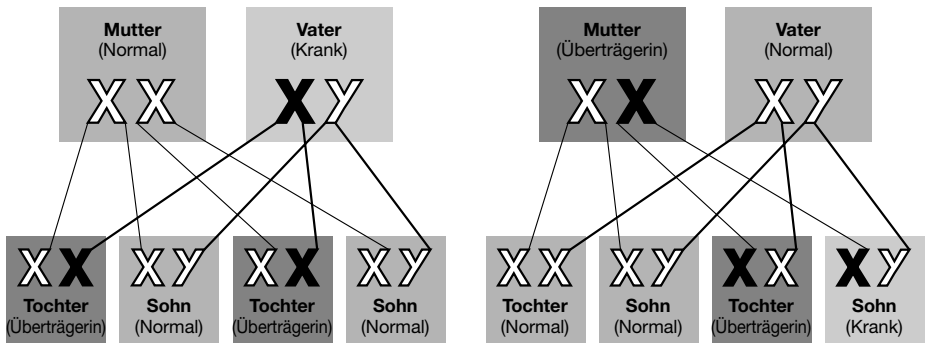 Mutter Vater
(Normal) (Krank)
X X X y
X X X y X X X y
Tochter Sohn Tochter Sohn
(Überträgerin) (Normal) (Überträgerin) (Normal)
Mutter Vater
(Überträgerin) (Normal)
X X X y
X X X y X X X y
Tochter Sohn Tochter Sohn
(Normal) (Normal) (Überträgerin) (Krank)